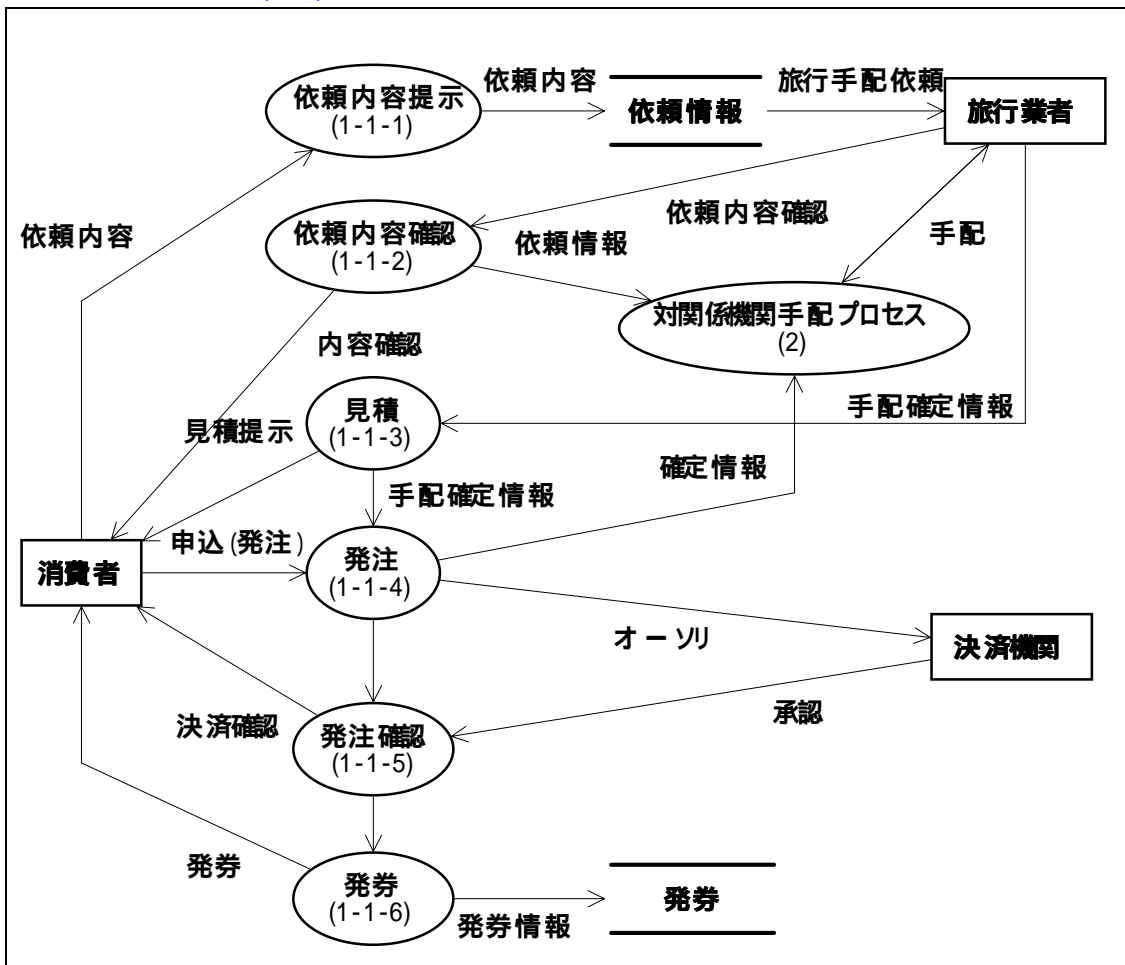 依頼内容提示
(1-1-1)
依頼内容
依頼情報
旅行手配依頼
旅行業者
依頼内容
依頼内容確認
(1-1-2)
依頼情報
依頼内容確認
手配
対関係機関手配プロセス
(2)
内容確認
見積
(1-1-3)
見積提示
手配確定情報
手配確定情報
確定情報
消費者
申込(発注)
発注
(1-1-4)
オーソリ
決済機関
決済確認
発注確認
(1-1-5)
承認
発券
発券
(1-1-6)
発券情報
発券